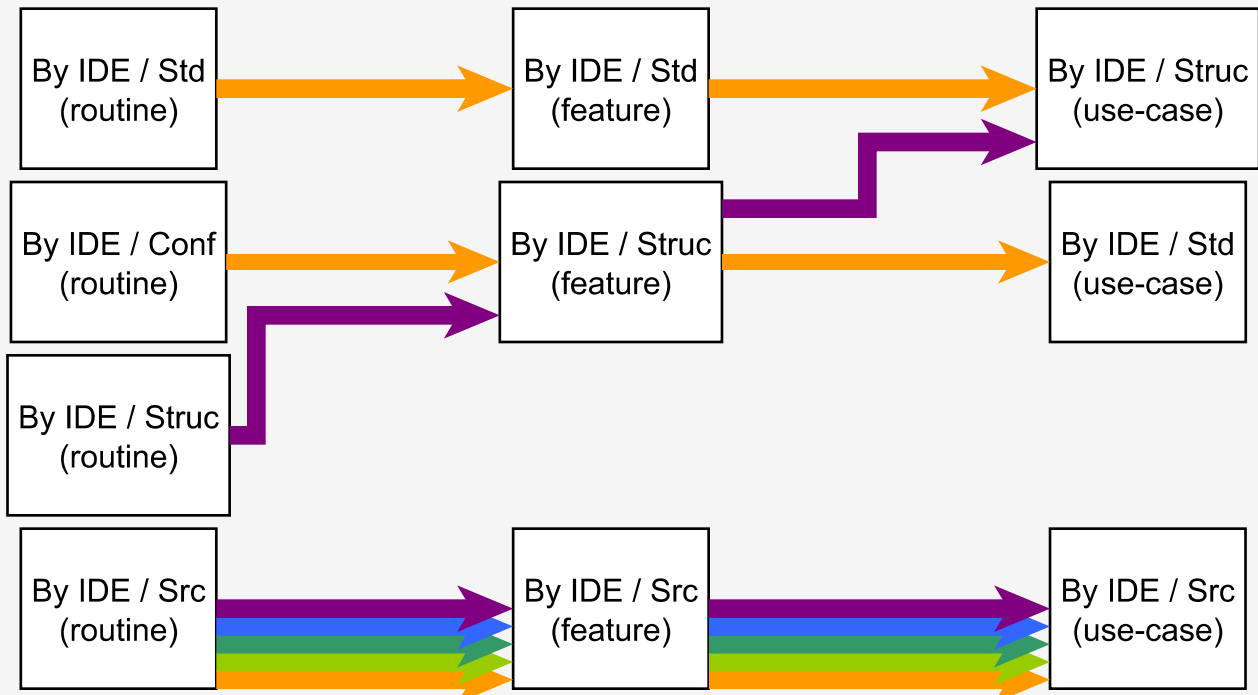 By IDE / Std
(routine)
By IDE / Std
(feature)
By IDE / Struc
(use-case)
By IDE / Conf
(routine)
By IDE / Struc
(feature)
By IDE / Std
(use-case)
By IDE / Struc
(routine)
By IDE / Src
(routine)
By IDE / Src
(feature)
By IDE / Src
(use-case)